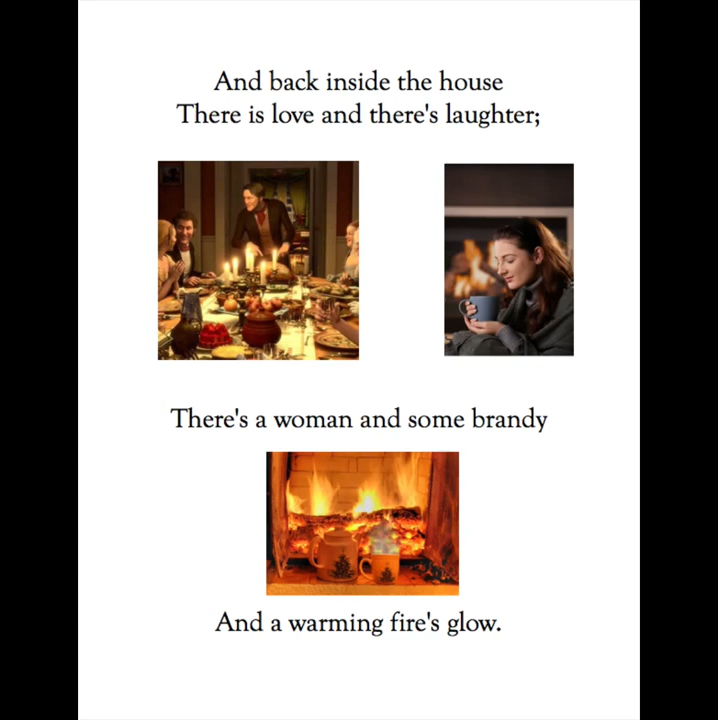 And back inside the house
There is love and there's laughter;
There's a woman and some brandy
And a warming fire's glow.